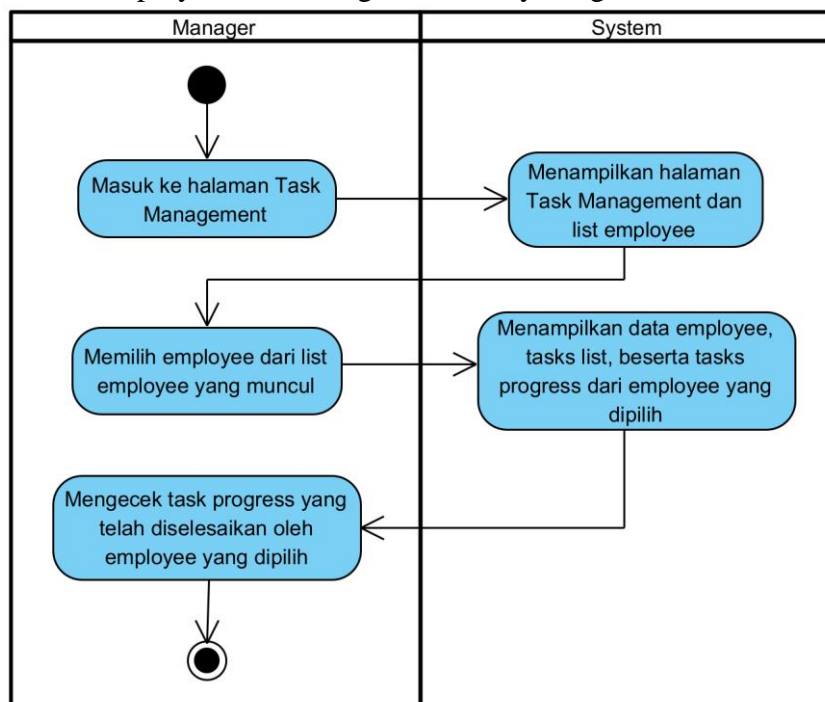 Manager
System
Masuk ke halaman Task
Management
Menampilkan halaman
Task Management dan
list employee
Memilih employee dari list
employee yang muncul
Menampilkan data employee,
tasks list, beserta tasks
progress dari employee yang
dipilih
Mengecek task progress yang
telah diselesaikan oleh
employee yang dipilih